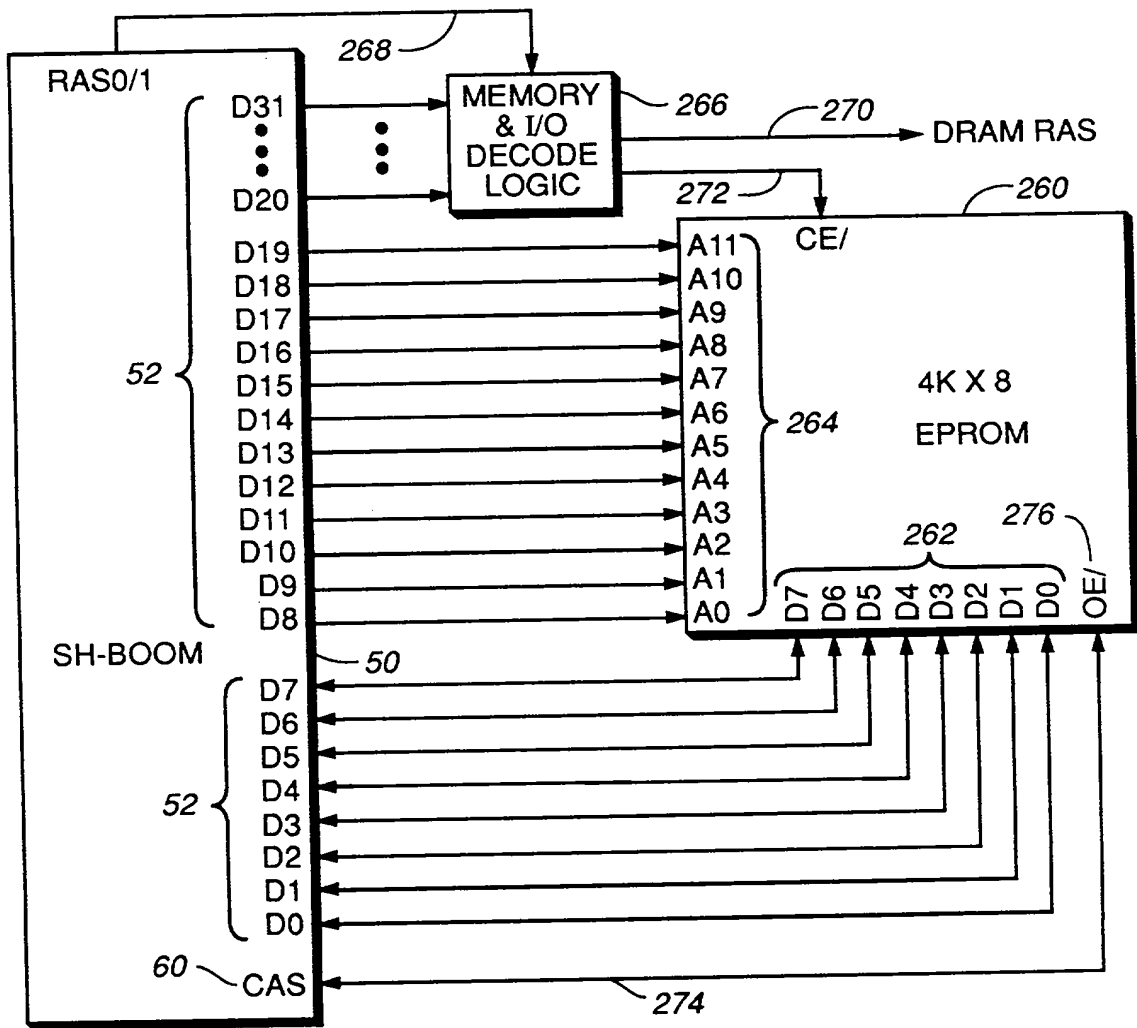 268
RAS0/1
D31
D20
MEMORY
& I/O
DECODE
LOGIC
266
270
DRAM RAS
272
260
CE/
52
D19
D18
D17
D16
D15
D14
D13
D12
D11
D10
D9
D8
A11
A10
A9
A8
A7
A6
A5
A4
A3
A2
A1
A0
264
4K X 8
EPROM
262
276
D7
D6
D5
D4
D3
D2
D1
D0
OE/
SH-BOOM
50
52
D7
D6
D5
D4
D3
D2
D1
D0
60
CAS
274